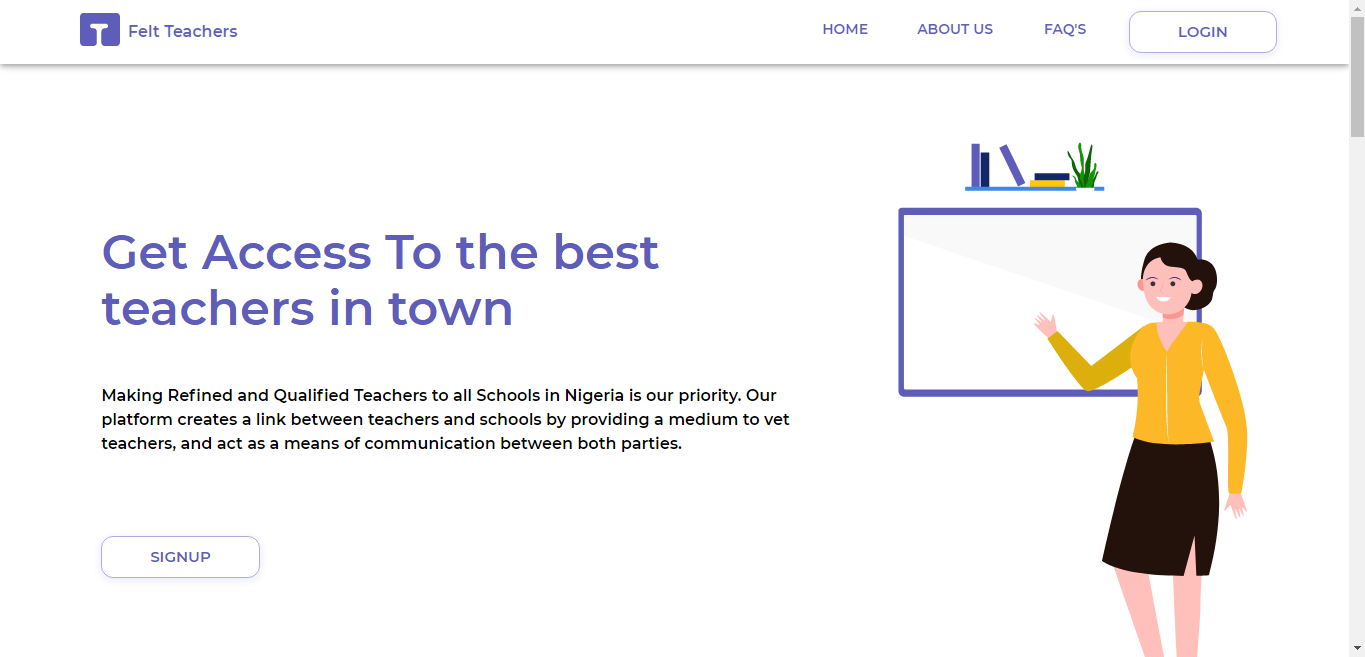 Felt Teachers
HOME
ABOUT US
FAQ'S
LOGIN
Get Access To the best
teachers in town
Making Refined and Qualified Teachers to all Schools in Nigeria is our priority. Our
platform creates a link between teachers and schools by providing a medium to vet
teachers, and act as a means of communication between both parties.
SIGNUP